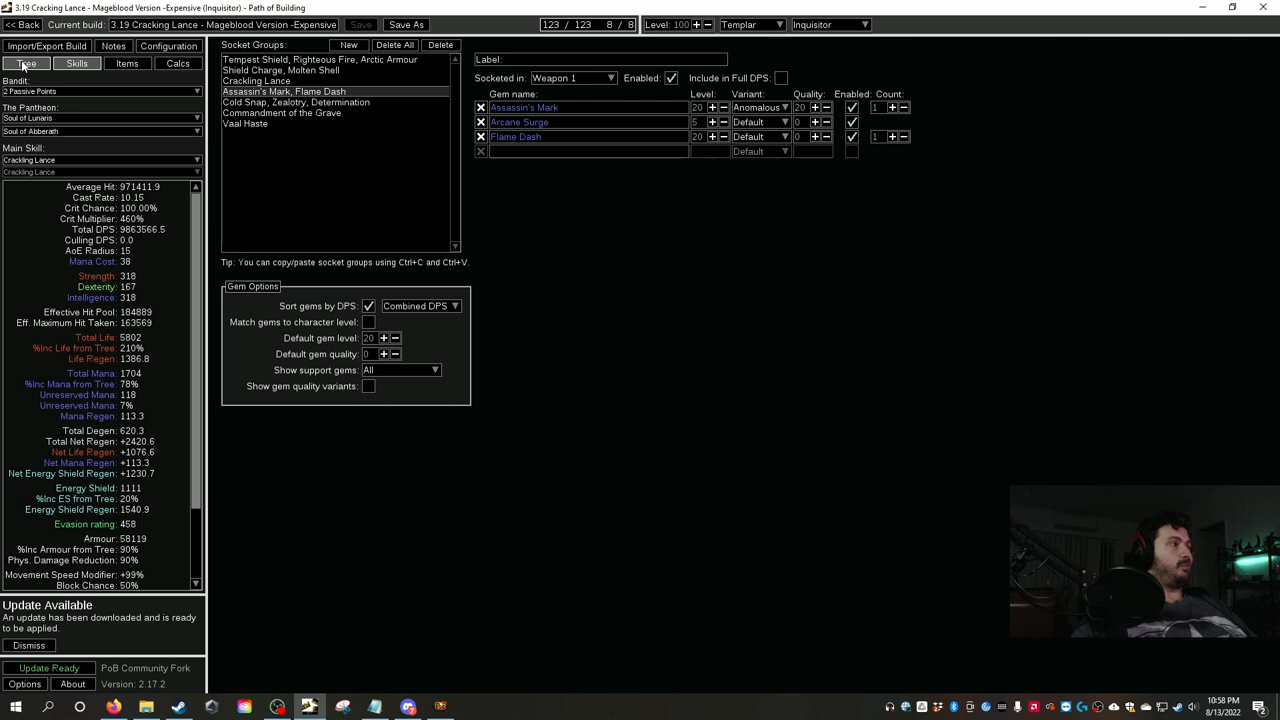 3.19 Cracking Lance - Mageblood Version -Expensive (Inquisitor) - Path of Building
<< Back
Current build: 3.19 Cracking Lance - Mageblood Version -Expensive
Save
Save As
123 / 123 8 / 8
Level: 100 + -
Templar
Inquisitor
Import/Export Build
Notes
Configuration
Tree
Skills
Items
Calcs
Bandit:
2 Passive Points
The Pantheon:
Soul of Lunaris
Soul of Abberath
Main Skill:
Crackling Lance
Crackling Lance
Average Hit: 971411.9
Cast Rate: 10.15
Crit Chance: 100.00%
Crit Multiplier: 460%
Total DPS: 9863566.5
Culling DPS: 0.0
AoE Radius: 15
Mana Cost: 38
Strength: 318
Dexterity: 167
Intelligence: 318
Effective Hit Pool: 184889
Eff. Maximum Hit Taken: 163569
Total Life: 5802
%Inc Life from Tree: 210%
Life Regen: 1386.8
Total Mana: 1704
%Inc Mana from Tree: 78%
Unreserved Mana: 118
Unreserved Mana: 7%
Mana Regen: 113.3
Total Degen: 620.3
Total Net Regen: +2420.6
Net Life Regen: +1076.6
Net Mana Regen: +113.3
Net Energy Shield Regen: +1230.7
Energy Shield: 1111
%Inc ES from Tree: 20%
Energy Shield Regen: 1540.9
Evasion rating: 458
Armour: 58119
%Inc Armour from Tree: 90%
Phys. Damage Reduction: 90%
Movement Speed Modifier: +99%
Block Chance: 50%
Update Available
An update has been downloaded and is ready
to be applied.
Dismiss
Update Ready
PoB Community Fork
Options
About
Version: 2.17.2
Socket Groups:
New
Delete All
Delete
Tempest Shield, Righteous Fire, Arctic Armour
Shield Charge, Molten Shell
Crackling Lance
Assassin's Mark, Flame Dash
Cold Snap, Zealotry, Determination
Commandment of the Grave
Vaal Haste
Tip: You can copy/paste socket groups using Ctrl+C and Ctrl+V.
Gem Options
Sort gems by DPS:
Combined DPS
Match gems to character level:
Default gem level: 20 + -
Default gem quality: 0 + -
Show support gems: All
Show gem quality variants:
Label:
Socketed in: Weapon 1
Enabled:
Include in Full DPS:
Gem name: Level: Variant: Quality: Enabled: Count:
Assassin's Mark 20 + - Anomalous 20 + - 1 + -
Arcane Surge 5 + - Default 0 + -
Flame Dash 20 + - Default 0 + - 1 + -
Default
10:58 PM
8/13/2022